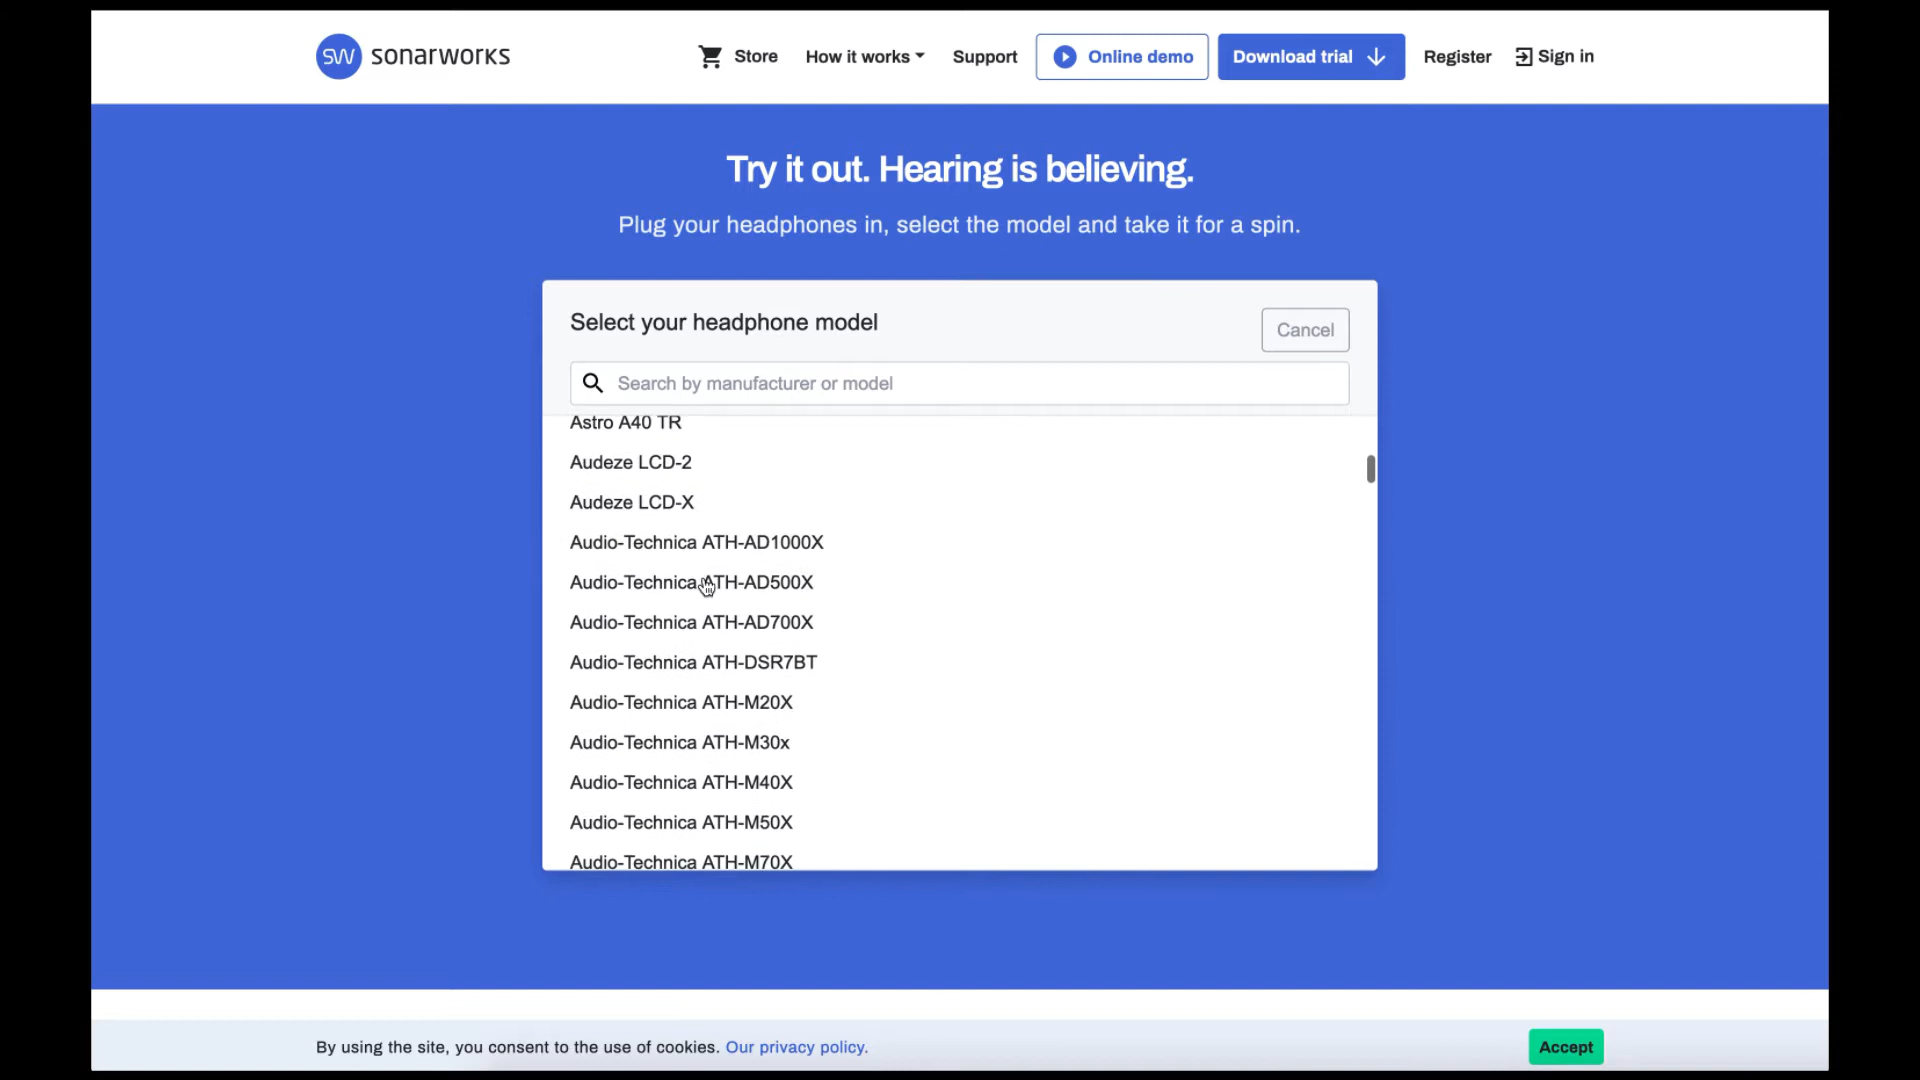 SW sonarworks
Store How it works Support Online demo Download trial Register Sign in
Try it out. Hearing is believing.
Plug your headphones in, select the model and take it for a spin.
Select your headphone model
Cancel
Search by manufacturer or model
Astro A40 TR
Audeze LCD-2
Audeze LCD-X
Audio-Technica ATH-AD1000X
Audio-Technica ATH-AD500X
Audio-Technica ATH-AD700X
Audio-Technica ATH-DSR7BT
Audio-Technica ATH-M20X
Audio-Technica ATH-M30x
Audio-Technica ATH-M40X
Audio-Technica ATH-M50X
Audio-Technica ATH-M70X
By using the site, you consent to the use of cookies. Our privacy policy.
Accept